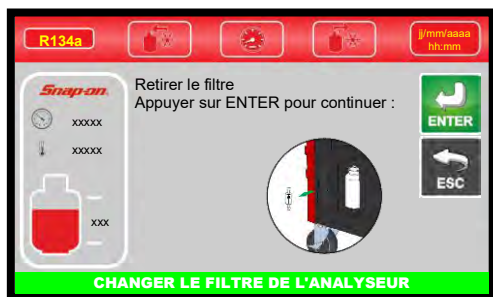 R134a
jj/mm/aaaa
hh:mm
Snap-on
xxxxx
xxxxx
xxx
Retirer le filtre
Appuyer sur ENTER pour continuer :
ENTER
ESC
CHANGER LE FILTRE DE L'ANALYSEUR